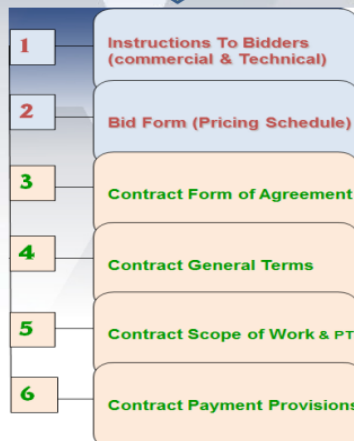 1
Instructions To Bidders
(commercial & Technical)
2
Bid Form (Pricing Schedule)
3
Contract Form of Agreement
4
Contract General Terms
5
Contract Scope of Work & PT
6
Contract Payment Provisions